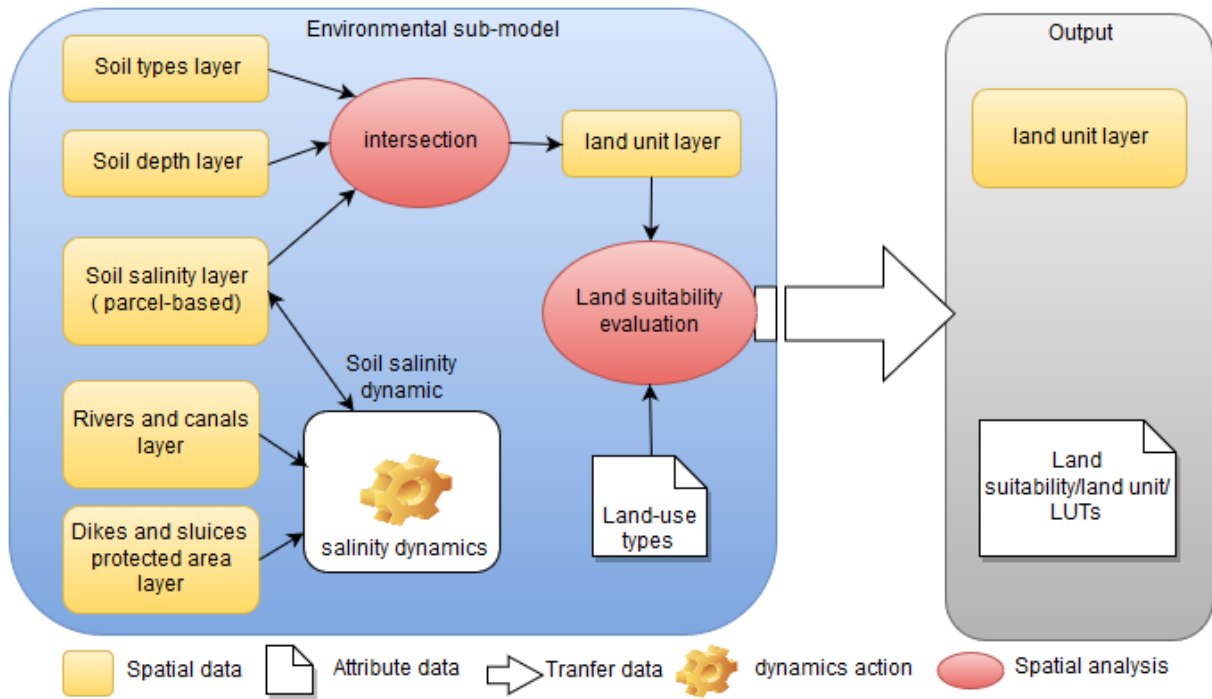 Environmental sub-model
Output
Soil types layer
Soil depth layer
intersection
land unit layer
land unit layer
Soil salinity layer
( parcel-based)
Land suitability
evaluation
Soil salinity
dynamic
Rivers and canals
layer
Dikes and sluices
protected area
layer
salinity dynamics
Land-use
types
Land
suitability/land unit/
LUTs
Spatial data
Attribute data
Tranfer data
dynamics action
Spatial analysis